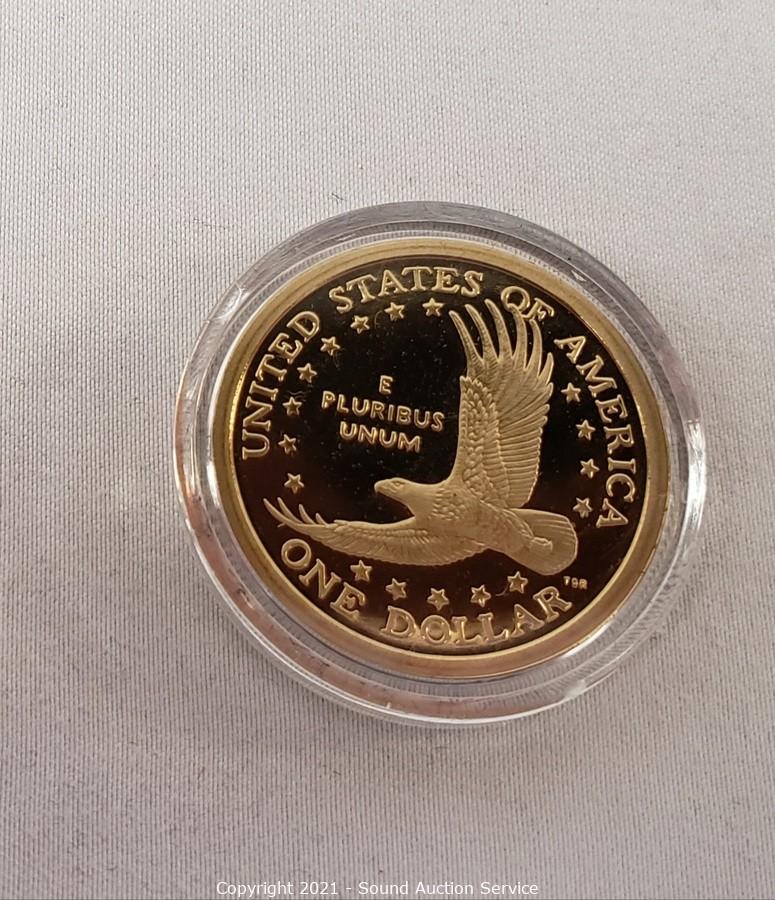 UNITED STATES OF AMERICA
E
PLURIBUS
UNUM
ONE DOLLAR
TDR
Copyright 2021 - Sound Auction Service